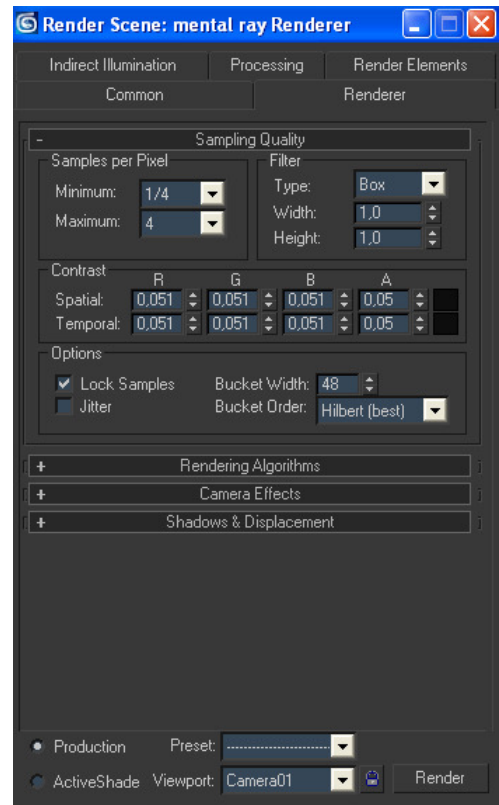 Render Scene: mental ray Renderer
Indirect Illumination Processing Render Elements
Common Renderer
- Sampling Quality
Samples per Pixel Filter
Minimum: 1/4 Type: Box
Maximum: 4 Width: 1,0
Height: 1,0
Contrast R G B A
Spatial: 0,051 0,051 0,051 0,05
Temporal: 0,051 0,051 0,051 0,05
Options
Lock Samples Bucket Width: 48
Jitter Bucket Order: Hilbert (best)
+ Rendering Algorithms
+ Camera Effects
+ Shadows & Displacement
Production Preset: -------------------------
ActiveShade Viewport: Camera01 Render